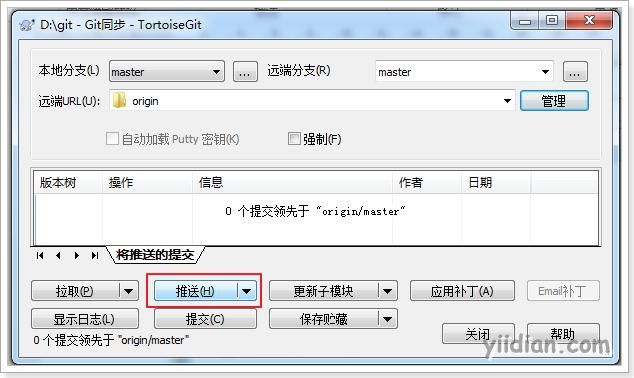 D:\git - Git同步 - TortoiseGit
本地分支(L) master ... 远端分支(R) master ...
远端URL(U): origin 管理
自动加载 Putty 密钥(K) 强制(F)
版本树 操作 信息 作者 日期
0 个提交领先于 "origin/master"
将推送的提交
拉取(P) 推送(H) 更新子模块 应用补丁(A) Email补丁
显示日志(L) 提交(C) 保存贮藏
关闭 帮助
0 个提交领先于 "origin/master"
yiidian.com